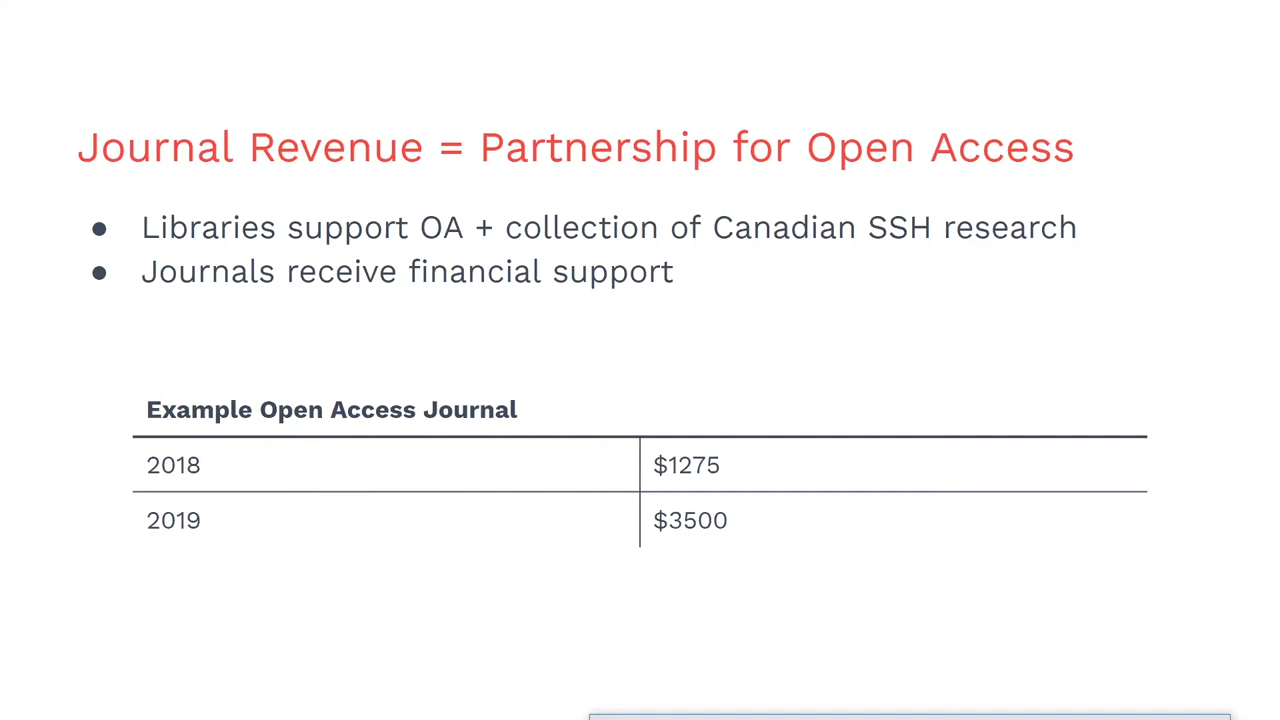 Journal Revenue = Partnership for Open Access
● Libraries support OA + collection of Canadian SSH research
● Journals receive financial support
Example Open Access Journal
2018 $1275
2019 $3500